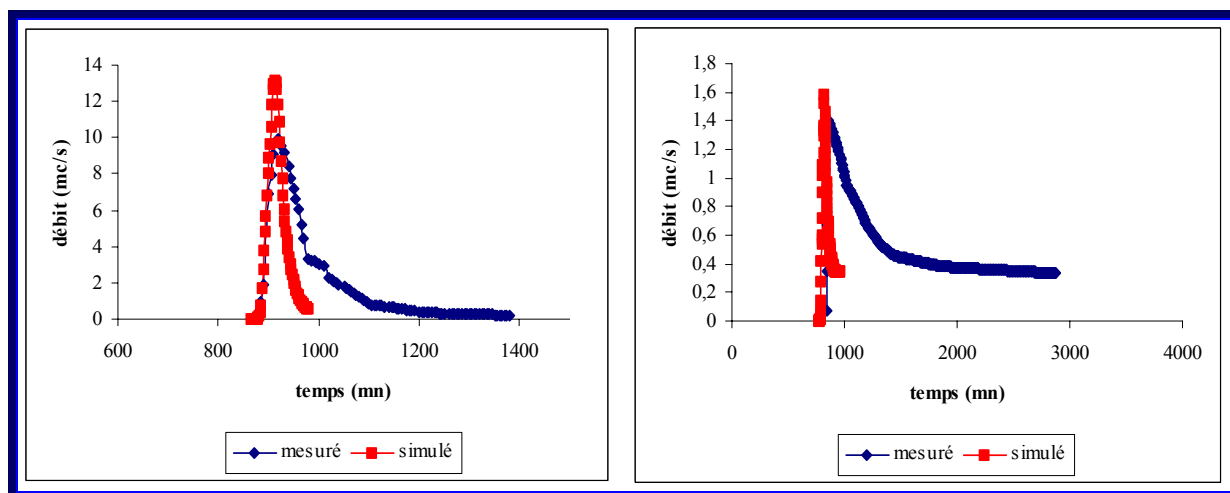 14
12
10
8
6
4
2
0
600 800 1000 1200 1400
débit (mc/s)
temps (mn)
mesuré simulé
1,8
1,6
1,4
1,2
1
0,8
0,6
0,4
0,2
0
0 1000 2000 3000 4000
débit (mc/s)
temps (mn)
mesuré simulé